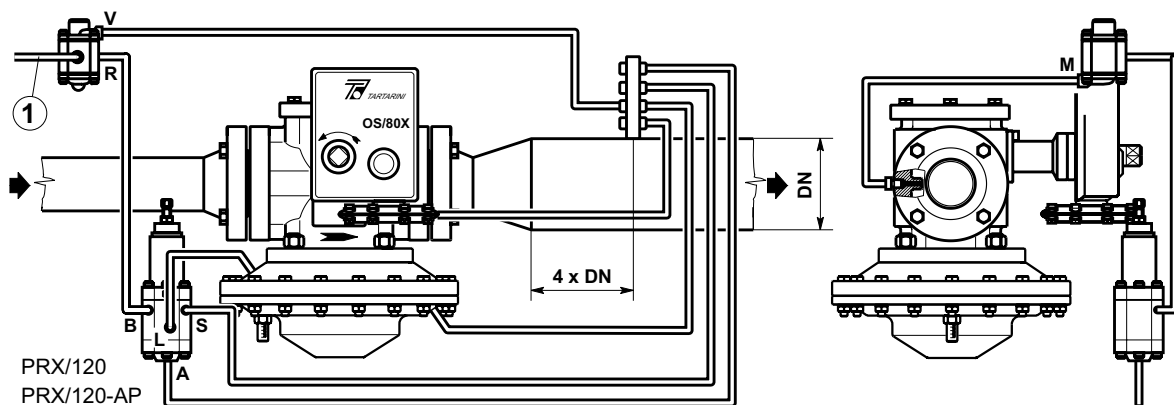 V
R
1
TARTARINI
OS/80X
M
DN
4 x DN
B
S
L
A
PRX/120
PRX/120-AP